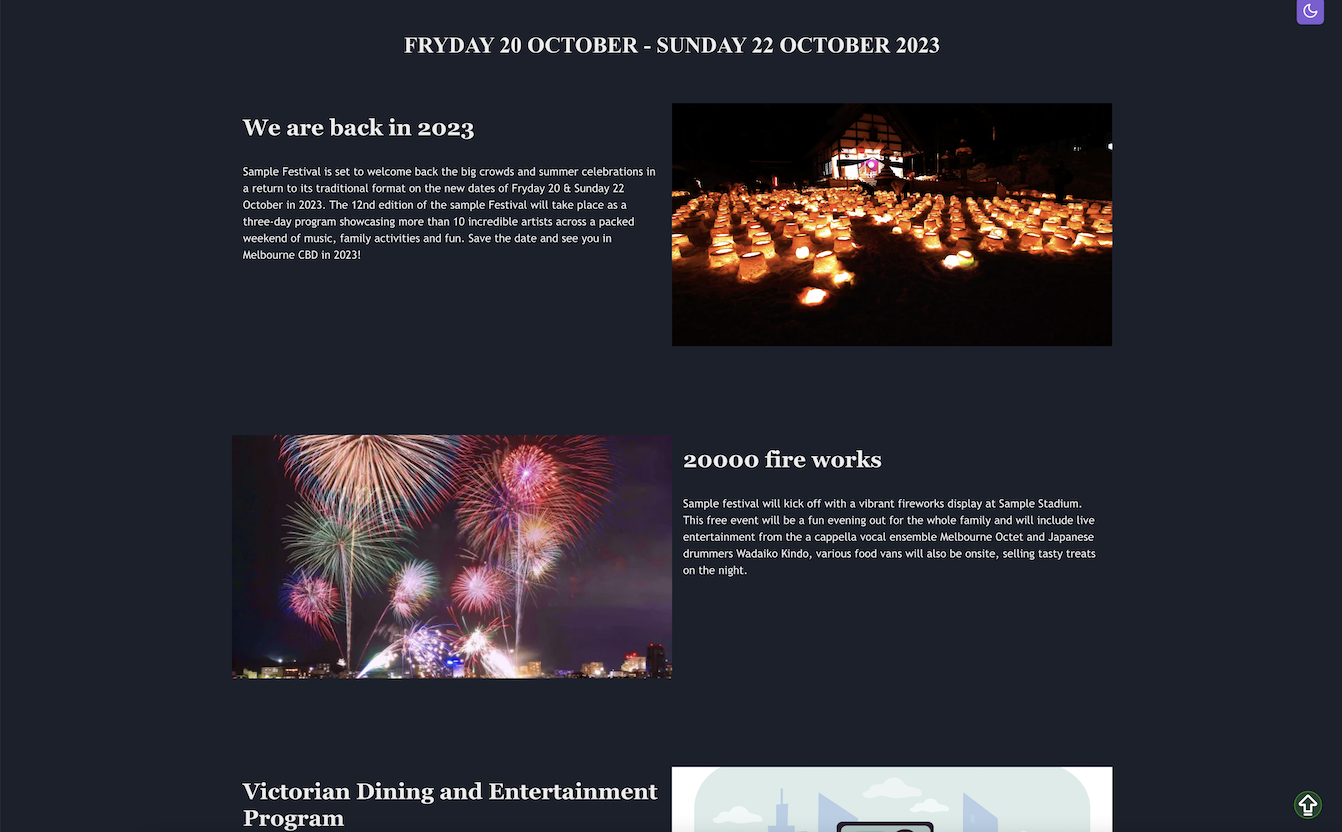 FRYDAY 20 OCTOBER - SUNDAY 22 OCTOBER 2023
We are back in 2023
Sample Festival is set to welcome back the big crowds and summer celebrations in
a return to its traditional format on the new dates of Fryday 20 & Sunday 22
October in 2023. The 12nd edition of the sample Festival will take place as a
three-day program showcasing more than 10 incredible artists across a packed
weekend of music, family activities and fun. Save the date and see you in
Melbourne CBD in 2023!
20000 fire works
Sample festival will kick off with a vibrant fireworks display at Sample Stadium.
This free event will be a fun evening out for the whole family and will include live
entertainment from the a cappella vocal ensemble Melbourne Octet and Japanese
drummers Wadaiko Kindo, various food vans will also be onsite, selling tasty treats
on the night.
Victorian Dining and Entertainment
Program